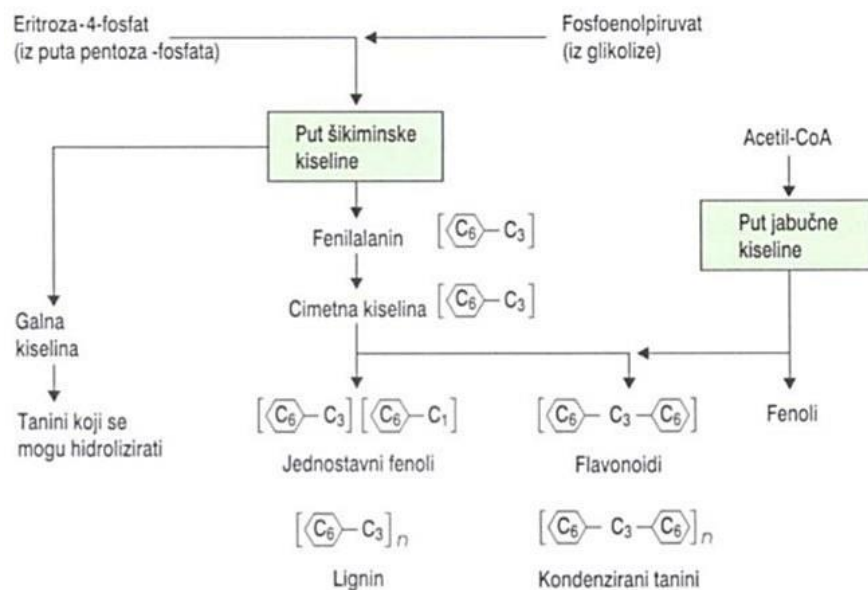 Eritroza-4-fosfat
(iz puta pentoza -fosfata)
Fosfoenolpiruvat
(iz glikolize)
Put šikiminske
kiseline
Acetil-CoA
Put jabučne
kiseline
Fenilalanin [C6 — C3]
Cimetna kiselina [C6 — C3]
Galna
kiselina
Tanini koji se
mogu hidrolizirati
[C6 — C3] [C6 — C1]
Jednostavni fenoli
[C6 — C3 — C6]
Flavonoidi
Fenoli
[C6 — C3]n
Lignin
[C6 — C3 — C6]n
Kondenzirani tanini